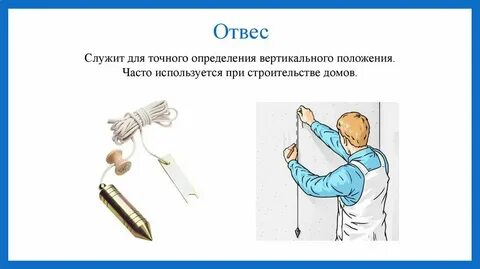 Отвес
Служит для точного определения вертикального положения.
Часто используется при строительстве домов.